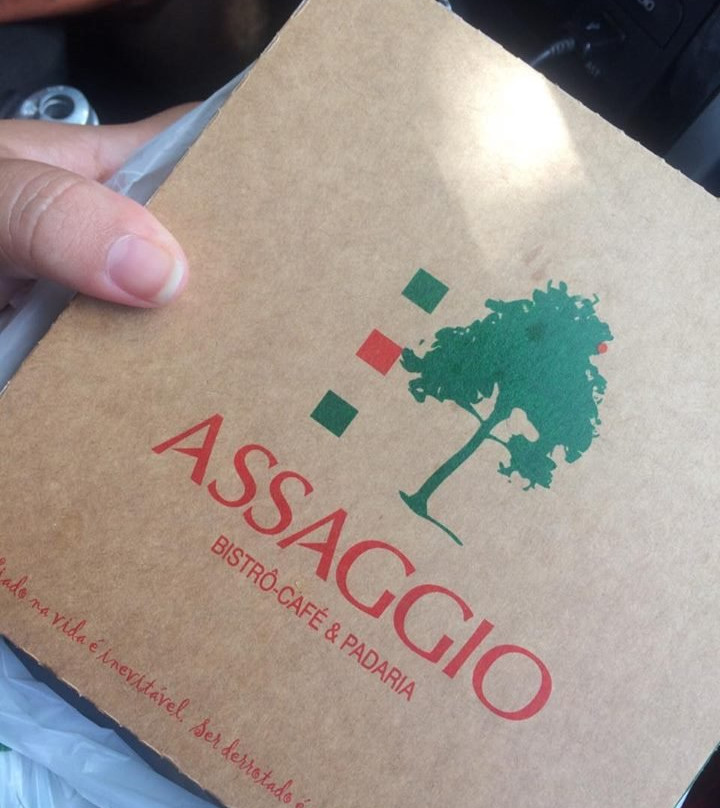 ASSAGGIO
BISTRÔ-CAFÉ & PADARIA
na vida é inevitável. Ser derrotado é